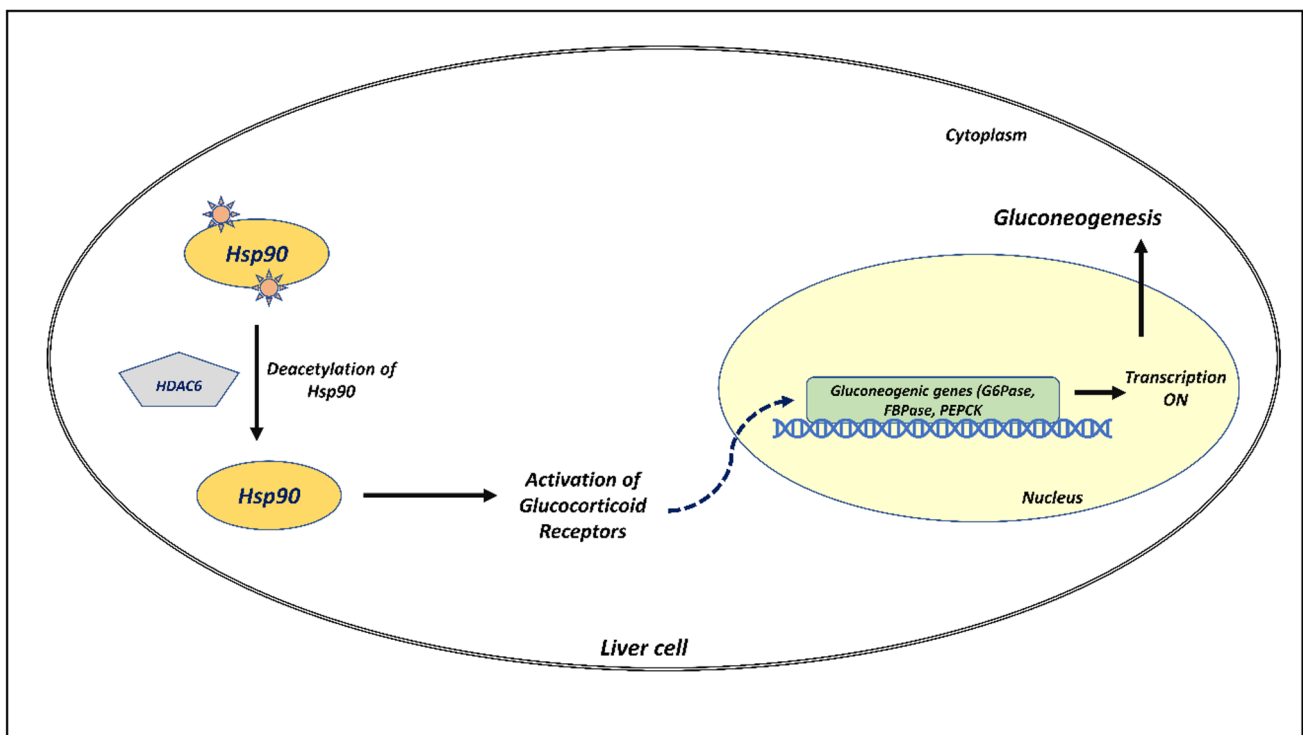 Cytoplasm
Gluconeogenesis
Hsp90
HDAC6
Deacetylation of
Hsp90
Hsp90
Activation of
Glucocorticoid
Receptors
Gluconeogenic genes (G6Pase,
FBPase, PEPCK
Transcription
ON
Nucleus
Liver cell